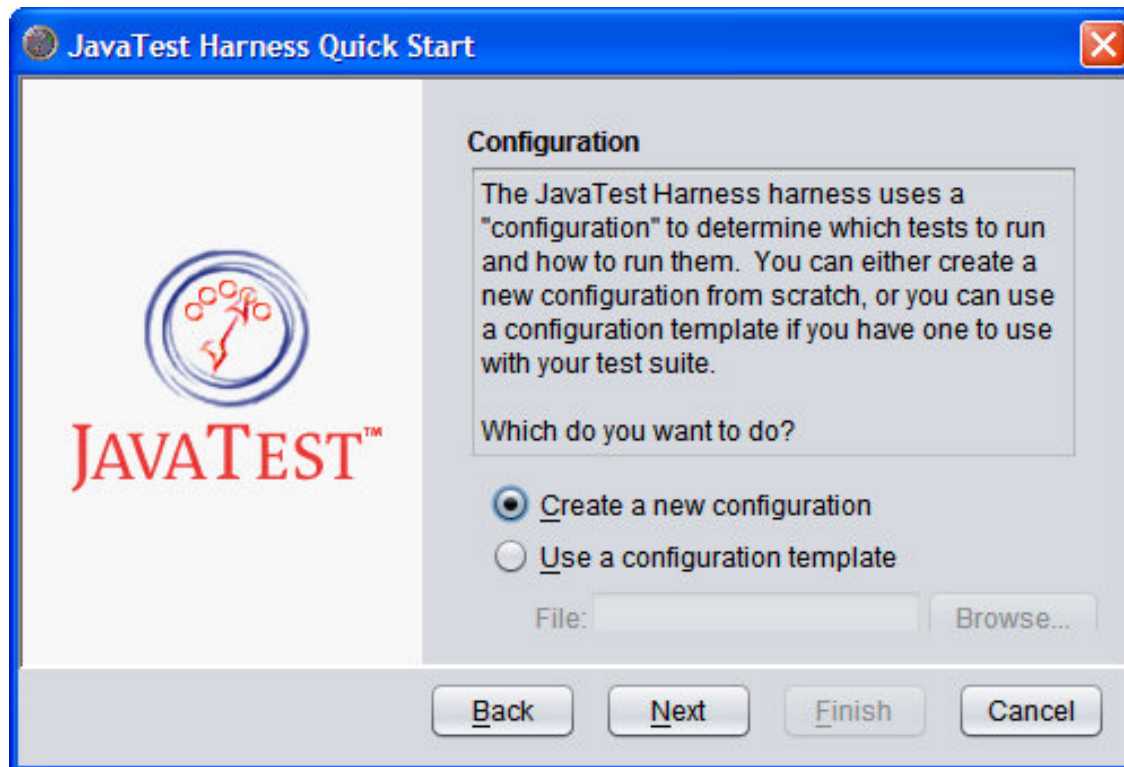 JavaTest Harness Quick Start
Configuration
The JavaTest Harness harness uses a
"configuration" to determine which tests to run
and how to run them.  You can either create a
new configuration from scratch, or you can use
a configuration template if you have one to use
with your test suite.
Which do you want to do?
JAVATEST™
Create a new configuration
Use a configuration template
File:
Browse...
Back
Next
Finish
Cancel